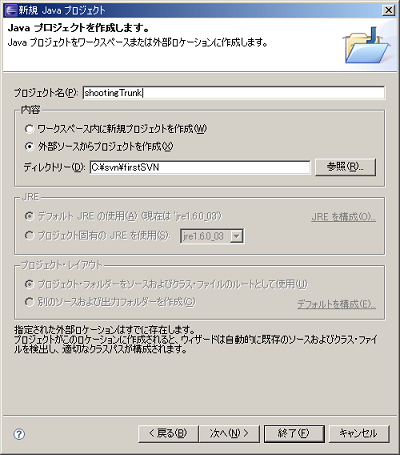 新規 Java プロジェクト
Java プロジェクトを作成します。
Java プロジェクトをワークスペースまたは外部ロケーションに作成します。
プロジェクト名(P): shootingTrunk
内容
ワークスペース内に新規プロジェクトを作成(W)
外部ソースからプロジェクトを作成(X)
ディレクトリー(D): C:¥svn¥firstSVN 参照(R)...
JRE
デフォルト JRE の使用(A) (現在は 'jre1.6.0_03') JRE を構成(O)...
プロジェクト固有の JRE を使用(S): jre1.6.0_03
プロジェクト・レイアウト
プロジェクト・フォルダーをソースおよびクラス・ファイルのルートとして使用(U)
別のソースおよび出力フォルダーを作成(C) デフォルトを構成(E)...
指定された外部ロケーションはすでに存在します。
プロジェクトがこのロケーションに作成されると、ウィザードは自動的に既存のソースおよびクラス・ファイ
ルを検出し、適切なクラスパスが構成されます。
? < 戻る(B) 次へ(N) > 終了(F) キャンセル